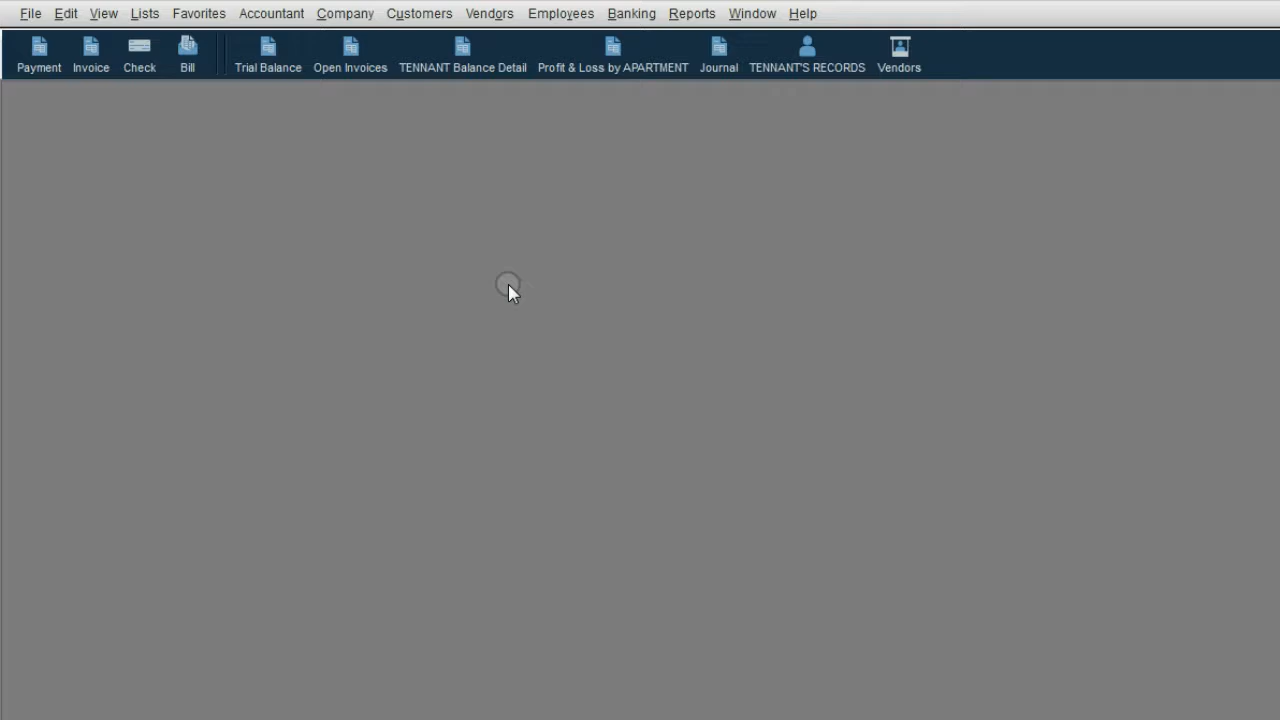 File Edit View Lists Favorites Accountant Company Customers Vendors Employees Banking Reports Window Help
Payment Invoice Check Bill Trial Balance Open Invoices TENNANT Balance Detail Profit & Loss by APARTMENT Journal TENNANT'S RECORDS Vendors